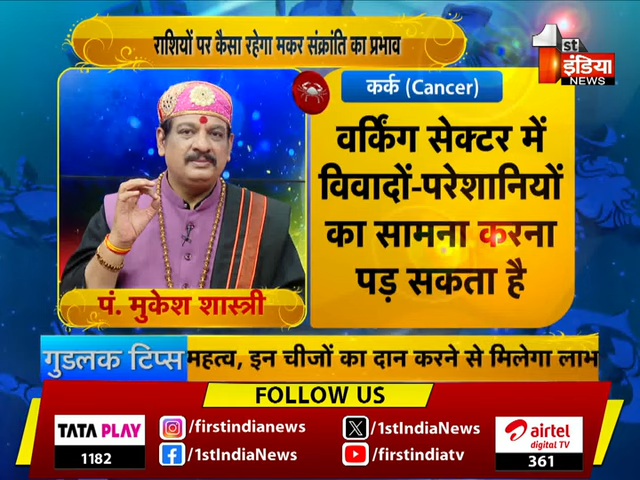 राशियों पर कैसा रहेगा मकर संक्रांति का प्रभाव
1st
इंडिया
NEWS
कर्क (Cancer)
वर्किंग सेक्टर में
विवादों-परेशानियों
का सामना करना
पड़ सकता है
पं. मुकेश शास्त्री
गुडलक टिप्स
महत्व, इन चीजों का दान करने से मिलेगा लाभ
FOLLOW US
TATA PLAY
1182
/firstindianews
/1stIndiaNews
/1stIndiaNews
/firstindiatv
airtel
digital TV
361